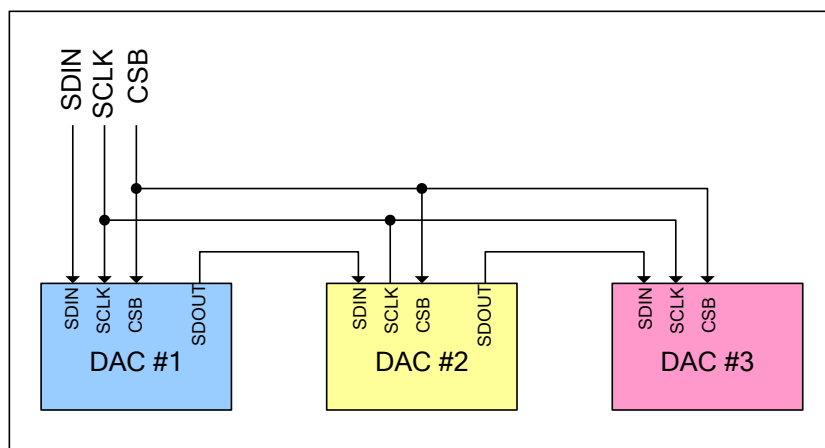 SDIN
SCLK
CSB
SDIN
SCLK
CSB
SDOUT
DAC #1
SDIN
SCLK
CSB
SDOUT
DAC #2
SDIN
SCLK
CSB
DAC #3